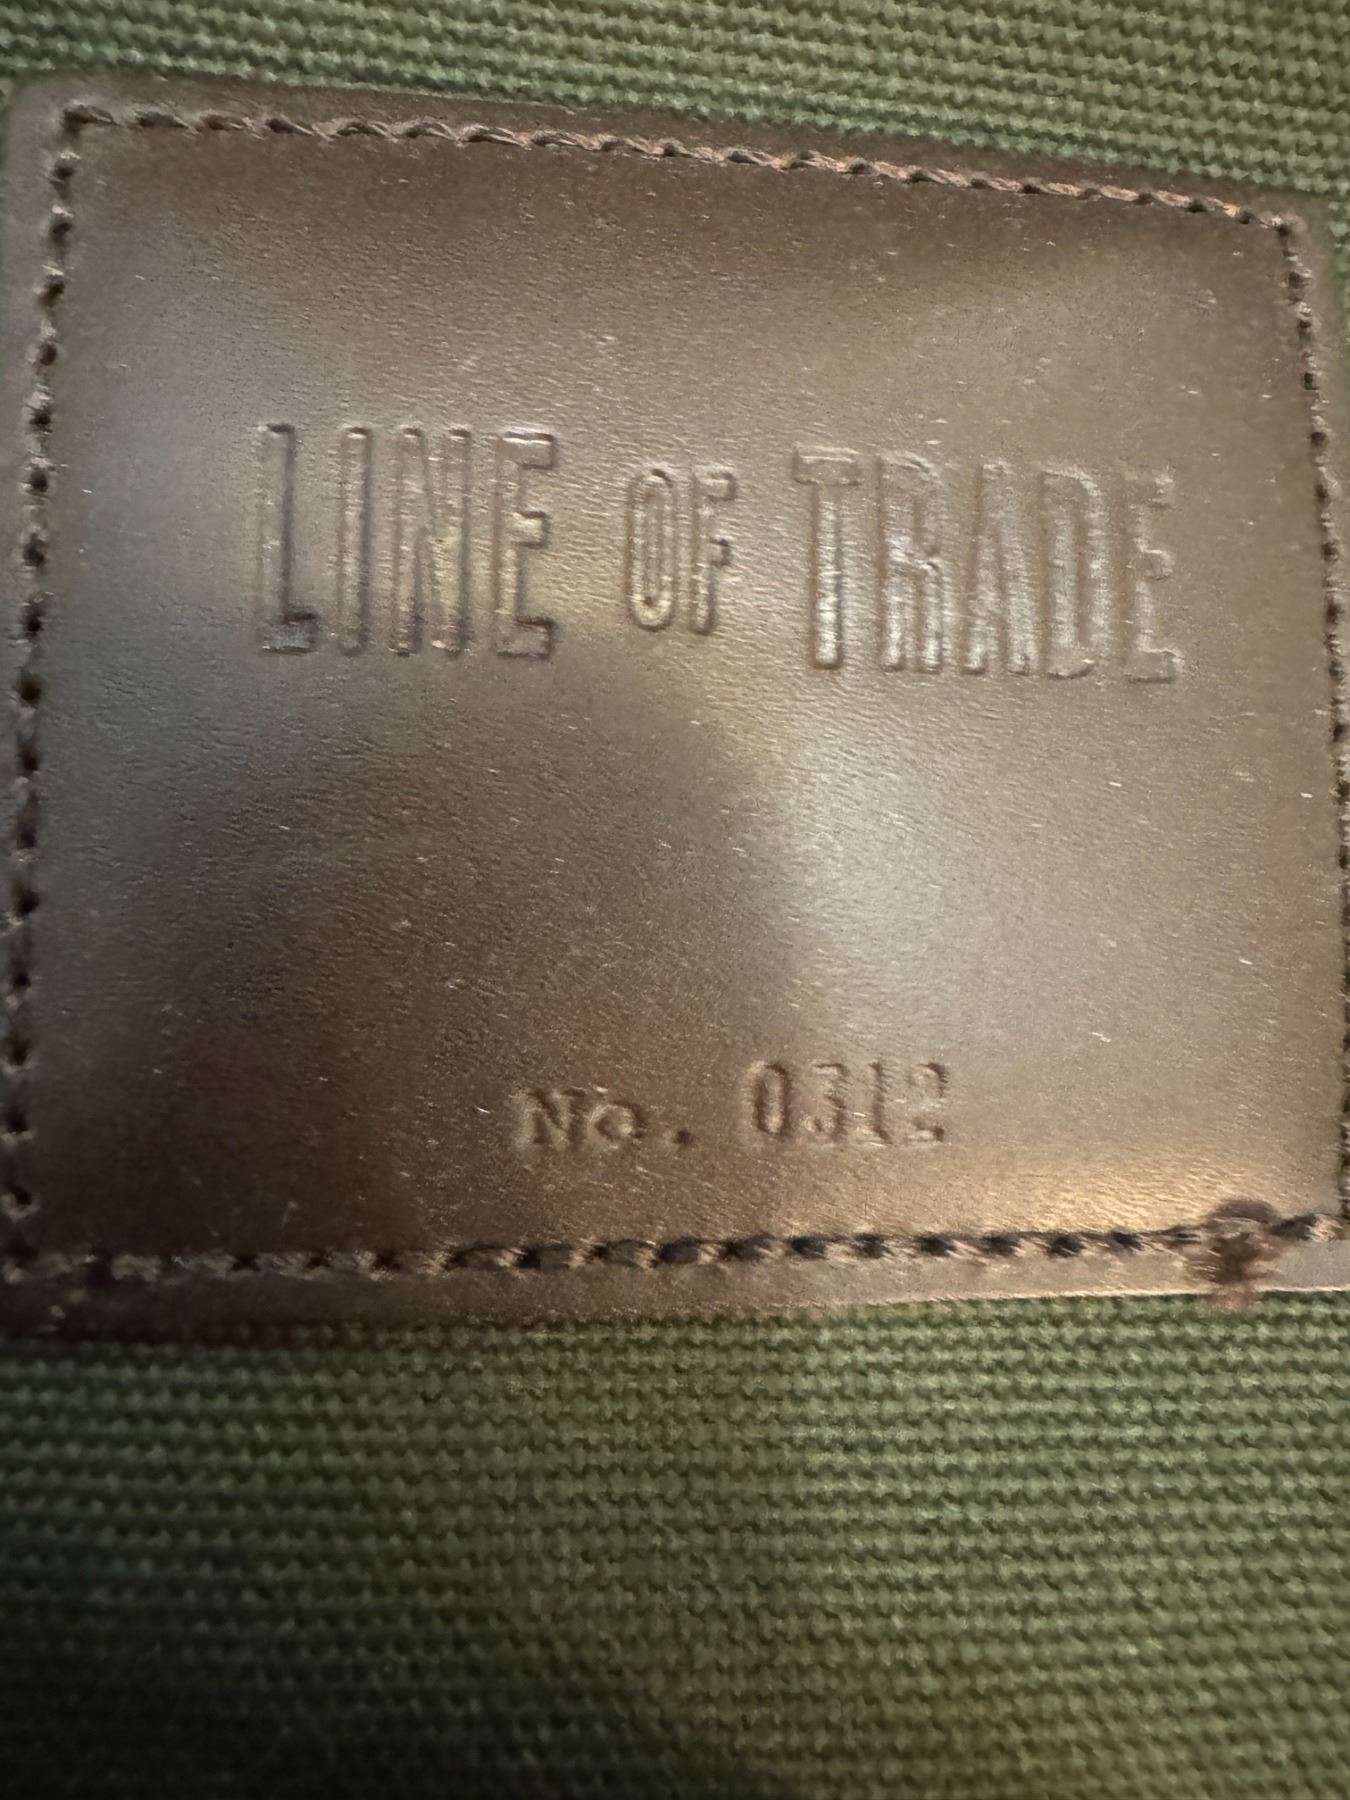 LINE OF TRADE
No. 0312